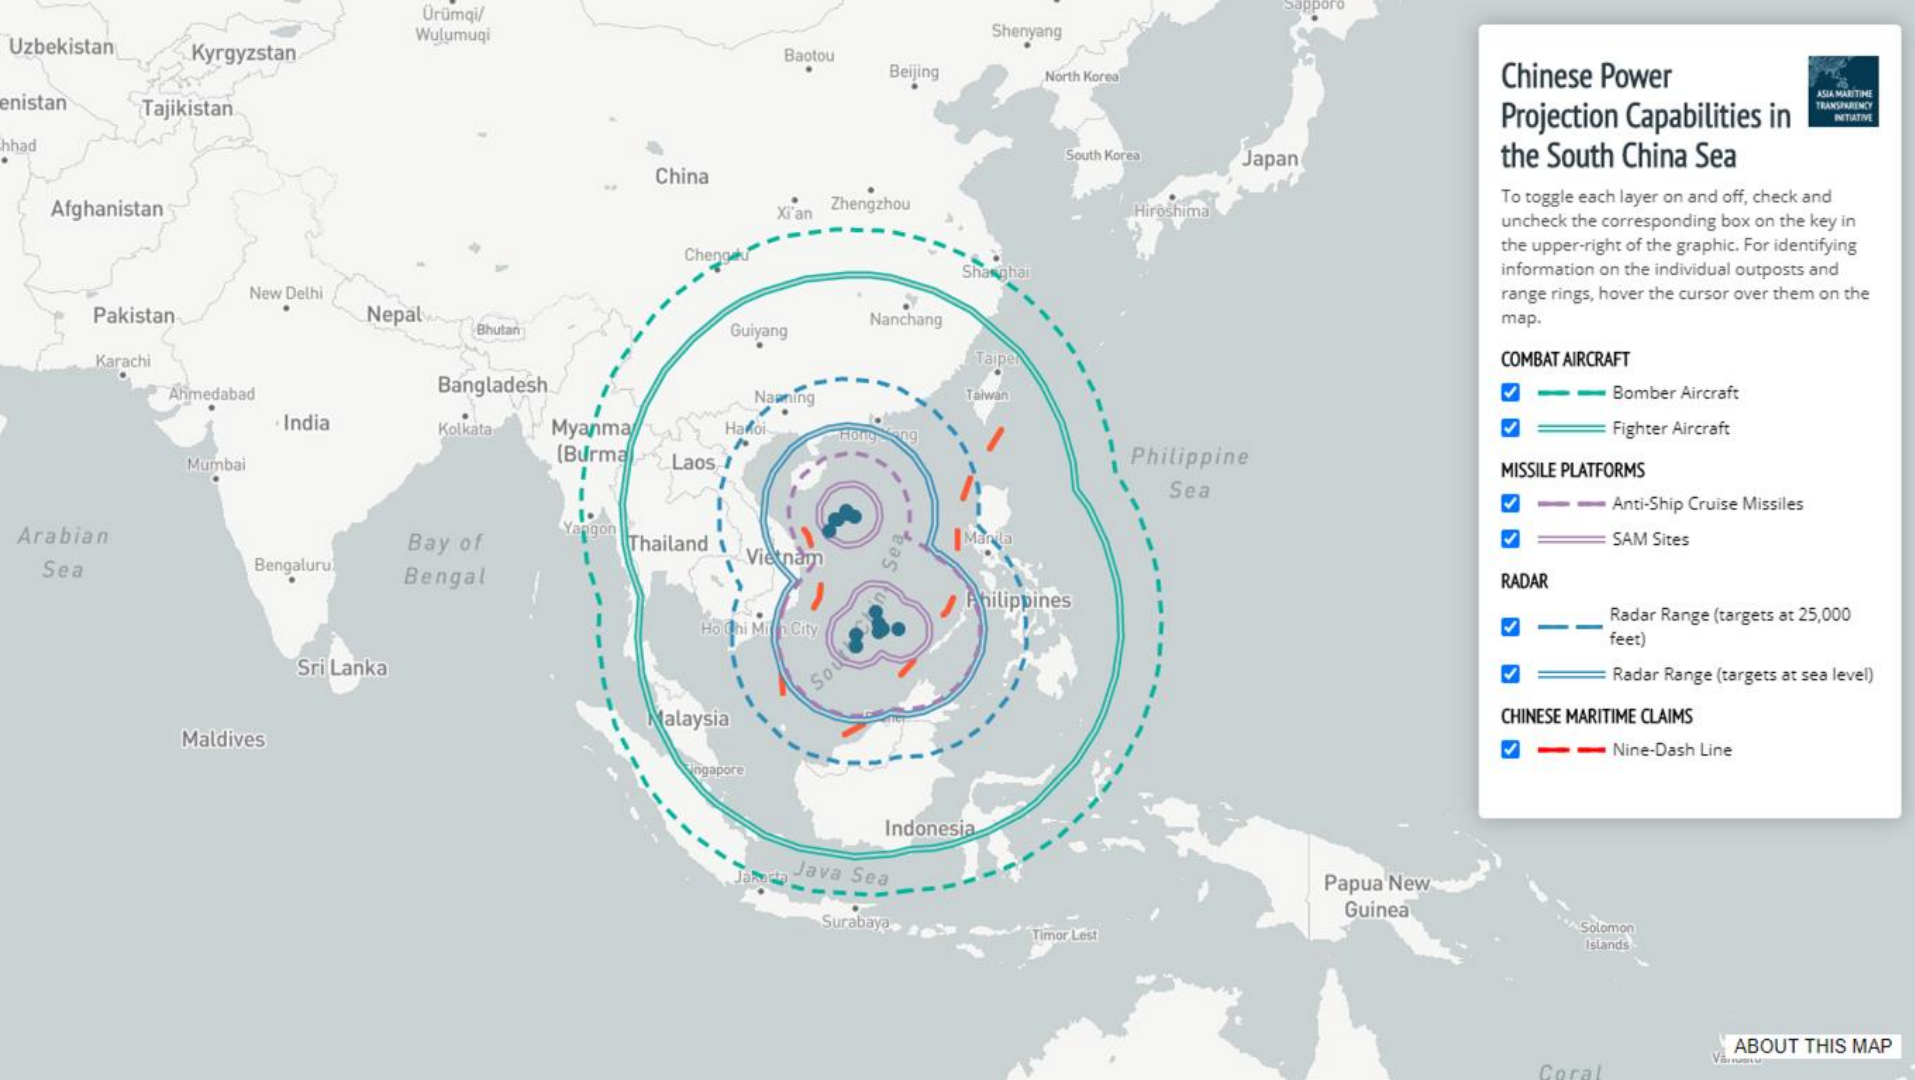 Ürümqi/
Wulumuqi
Sapporo
Uzbekistan
Kyrgyzstan
Shenyang
Baotou
Beijing
North Korea
enistan
Tajikistan
hhad
South Korea
Japan
China
Zhengzhou
Xi'an
Hiroshima
Afghanistan
Chengdu
Shanghai
New Delhi
Pakistan
Nepal
Bhutan
Guiyang
Nanchang
Karachi
Taipei
Ahmedabad
Bangladesh
Nanning
Taiwan
India
Kolkata
Myanma
(Burma
Hanoi
Hong Kong
Philippine
Sea
Mumbai
Laos
Yangon
Arabian
Sea
Bay of
Bengal
Thailand
Vietnam
Manila
Bengaluru
Philippines
Ho Chi Minh City
South China Sea
Sri Lanka
Malaysia
Brunei
Maldives
Singapore
Indonesia
Jakarta
Java Sea
Surabaya
Timor Lest
Papua New
Guinea
Solomon
Islands
Coral
Chinese Power
Projection Capabilities in
the South China Sea
ASIA MARITIME
TRANSPARENCY
INITIATIVE
To toggle each layer on and off, check and
uncheck the corresponding box on the key in
the upper-right of the graphic. For identifying
information on the individual outposts and
range rings, hover the cursor over them on the
map.
COMBAT AIRCRAFT
Bomber Aircraft
Fighter Aircraft
MISSILE PLATFORMS
Anti-Ship Cruise Missiles
SAM Sites
RADAR
Radar Range (targets at 25,000
feet)
Radar Range (targets at sea level)
CHINESE MARITIME CLAIMS
Nine-Dash Line
ABOUT THIS MAP